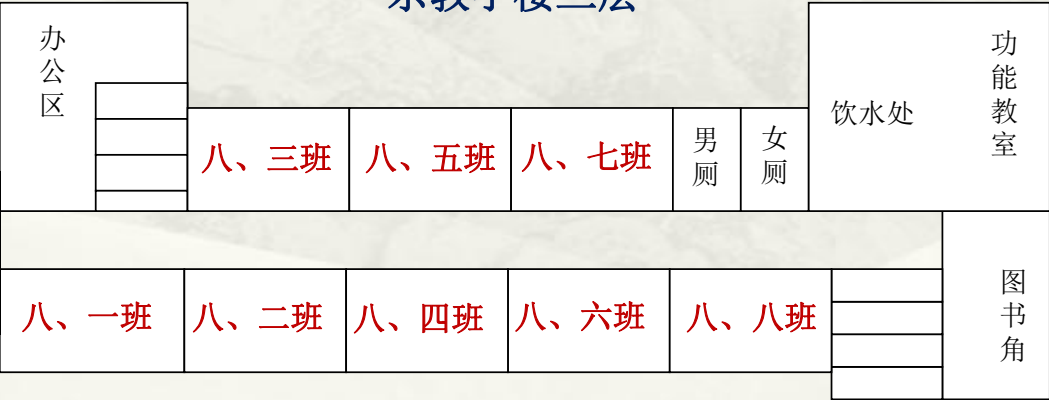 办公区
功能教室
饮水处
八、三班
八、五班
八、七班
男厕
女厕
八、一班
八、二班
八、四班
八、六班
八、八班
图书角